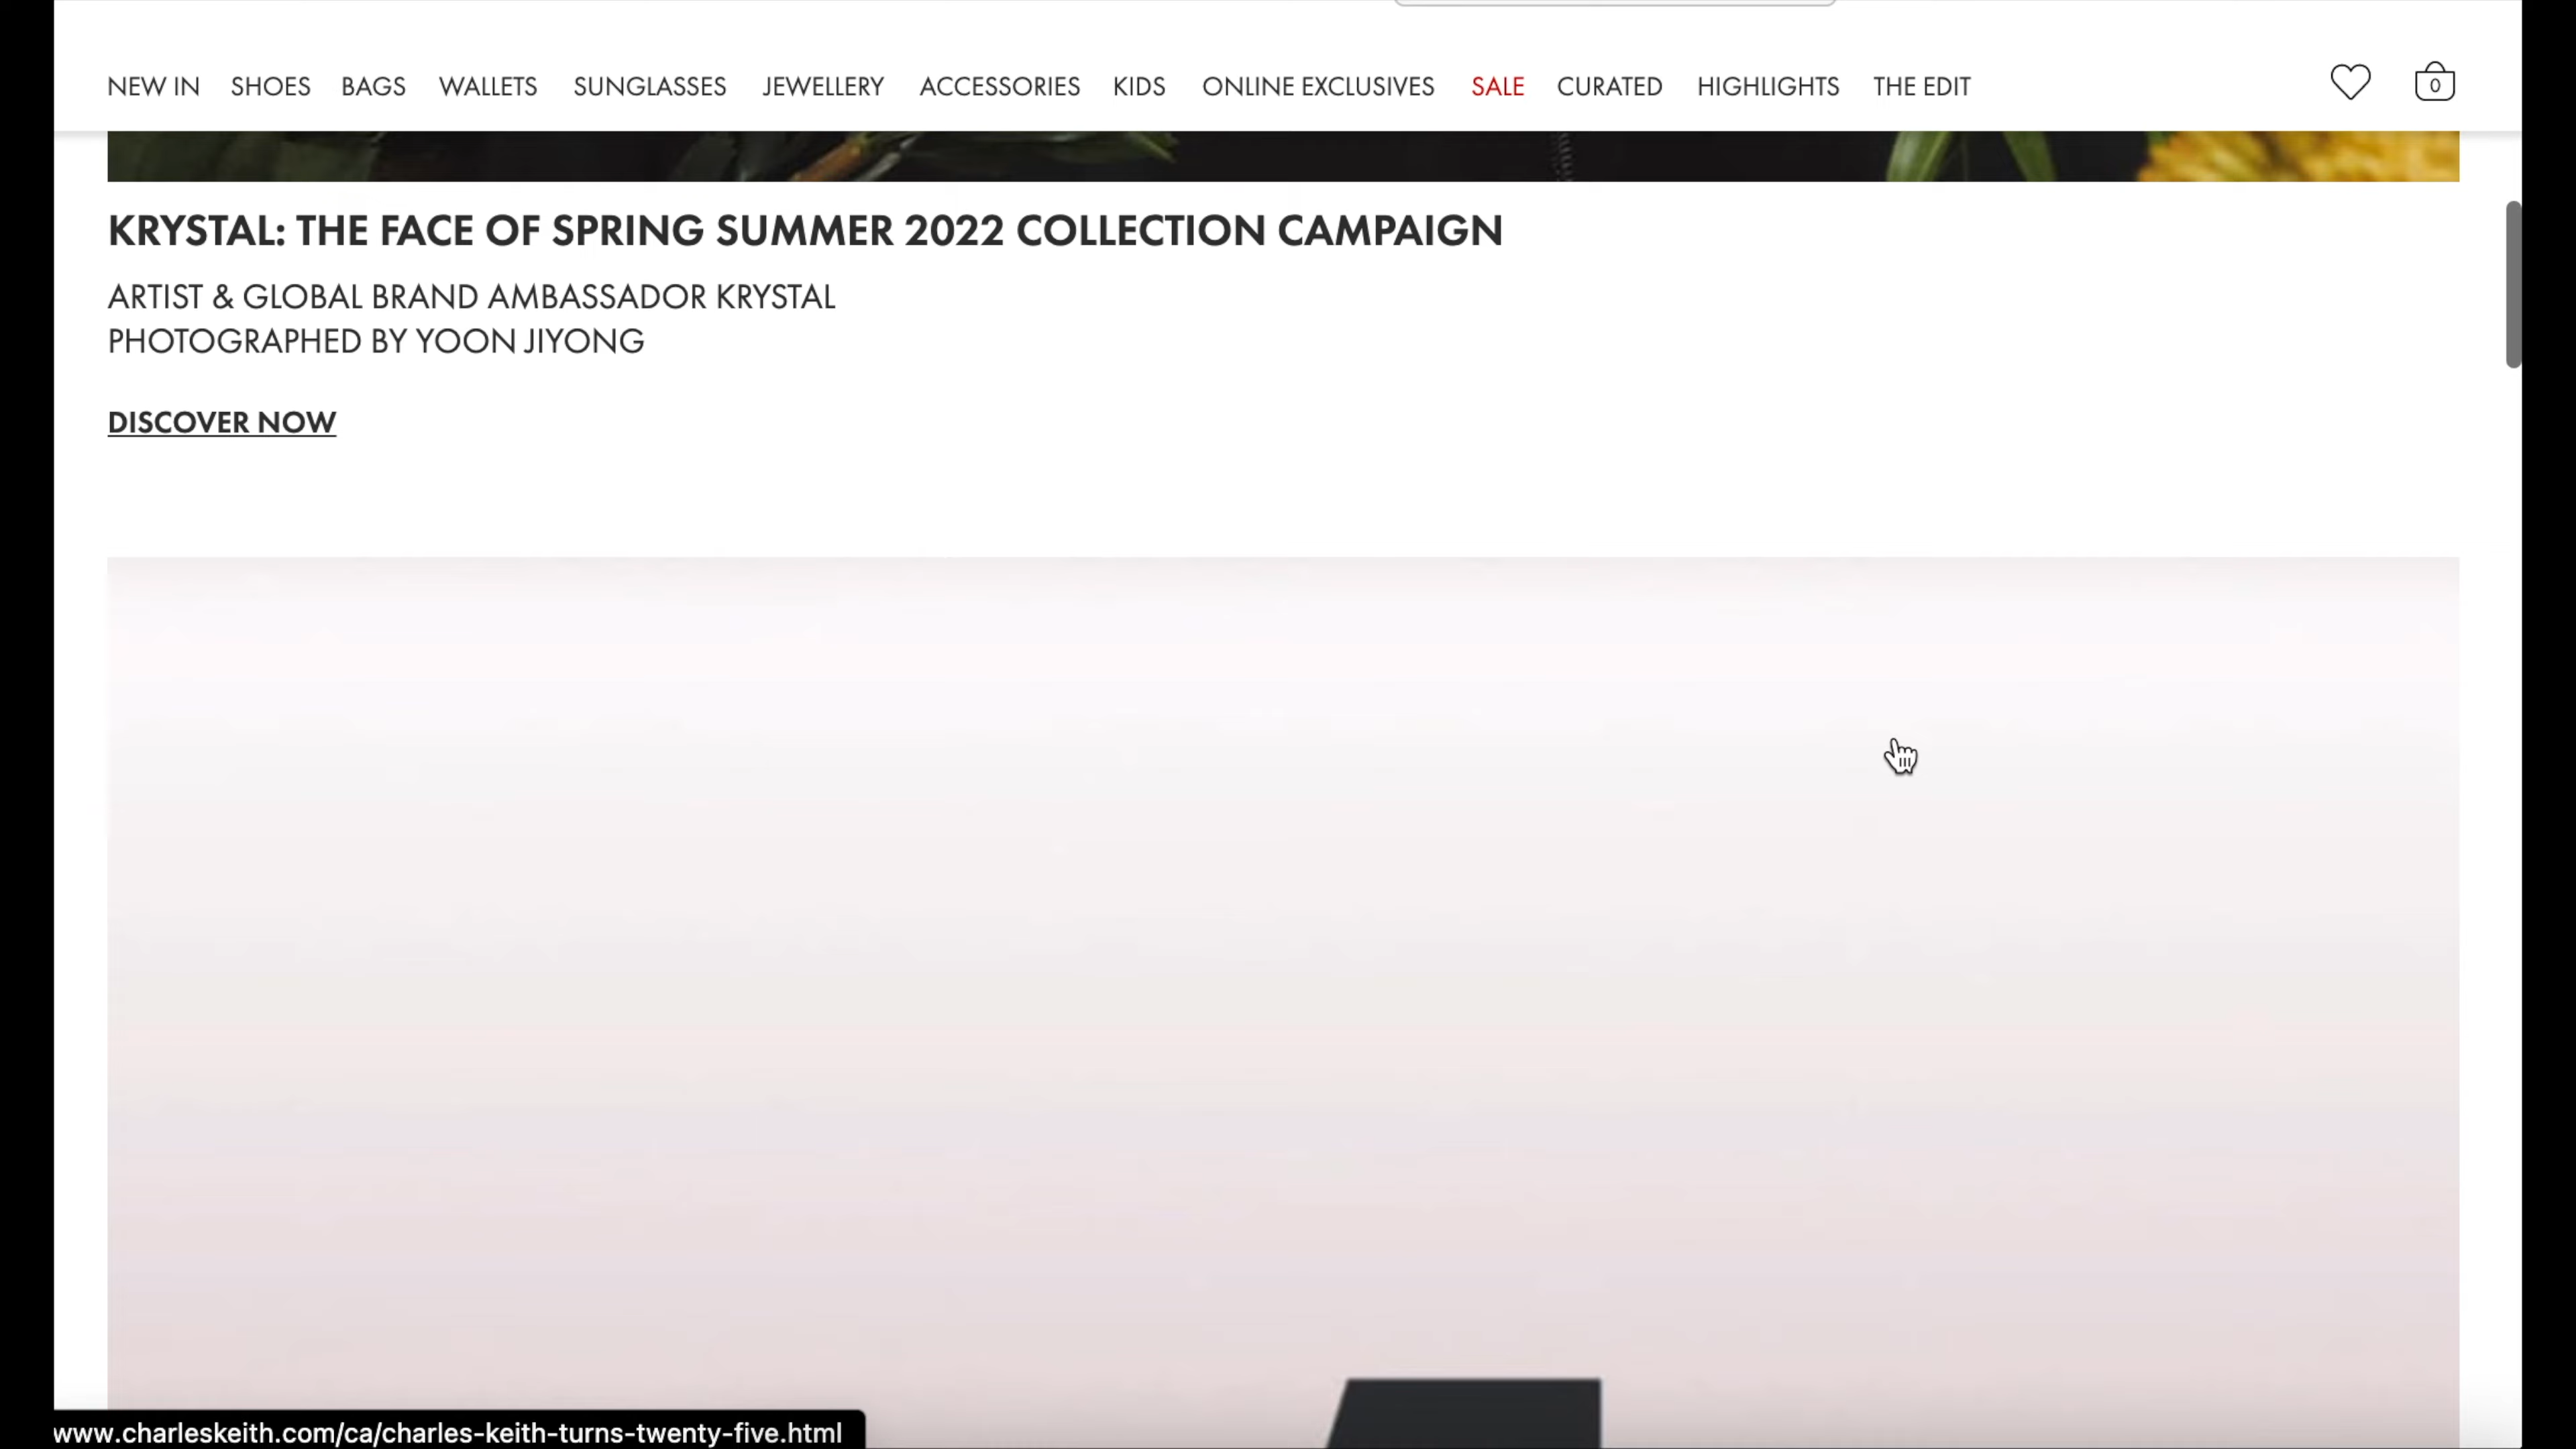 NEW IN SHOES BAGS WALLETS SUNGLASSES JEWELLERY ACCESSORIES KIDS ONLINE EXCLUSIVES SALE CURATED HIGHLIGHTS THE EDIT 0
KRYSTAL: THE FACE OF SPRING SUMMER 2022 COLLECTION CAMPAIGN
ARTIST & GLOBAL BRAND AMBASSADOR KRYSTAL
PHOTOGRAPHED BY YOON JIYONG
DISCOVER NOW
www.charleskeith.com/ca/charles-keith-turns-twenty-five.html